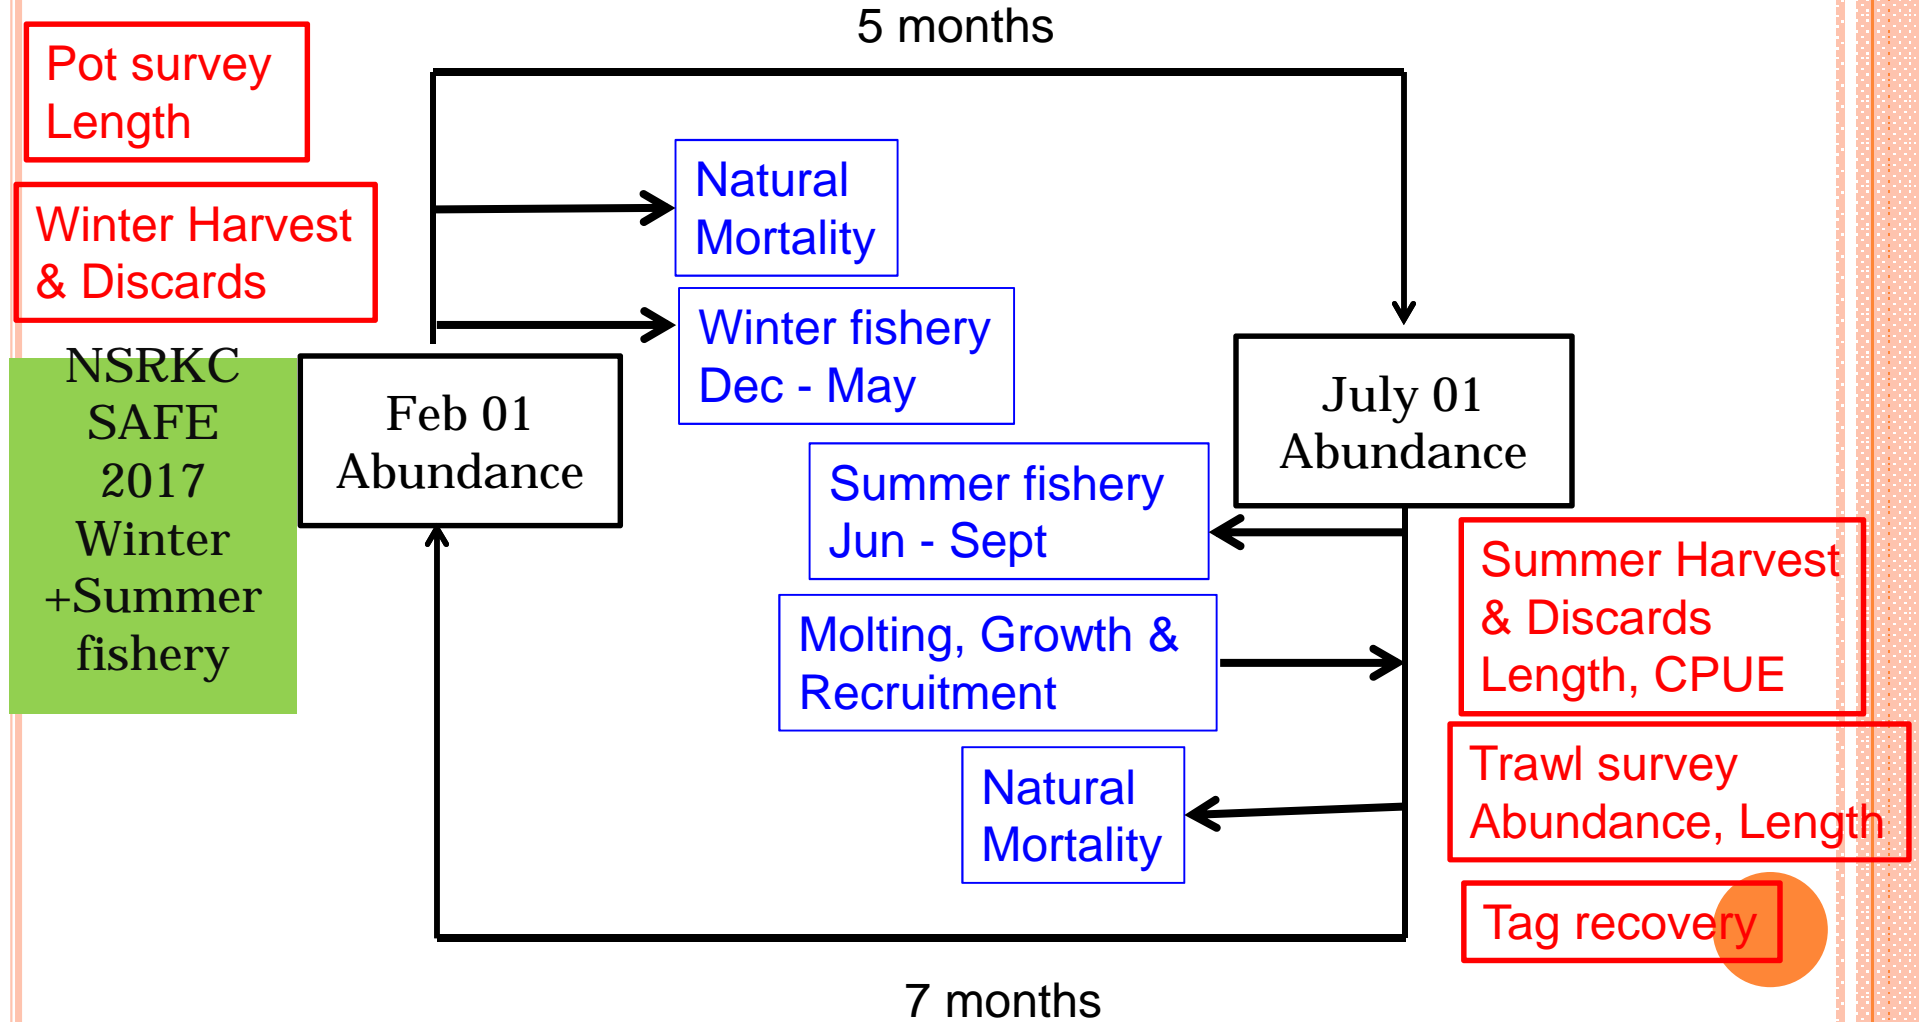 5 months
Pot survey
Length
Winter Harvest
& Discards
NSRKC
SAFE
2017
Winter
+Summer
fishery
Feb 01
Abundance
Natural
Mortality
Winter fishery
Dec - May
July 01
Abundance
Summer fishery
Jun - Sept
Molting, Growth &
Recruitment
Natural
Mortality
Summer Harvest
& Discards
Length, CPUE
Trawl survey
Abundance, Length
Tag recovery
7 months